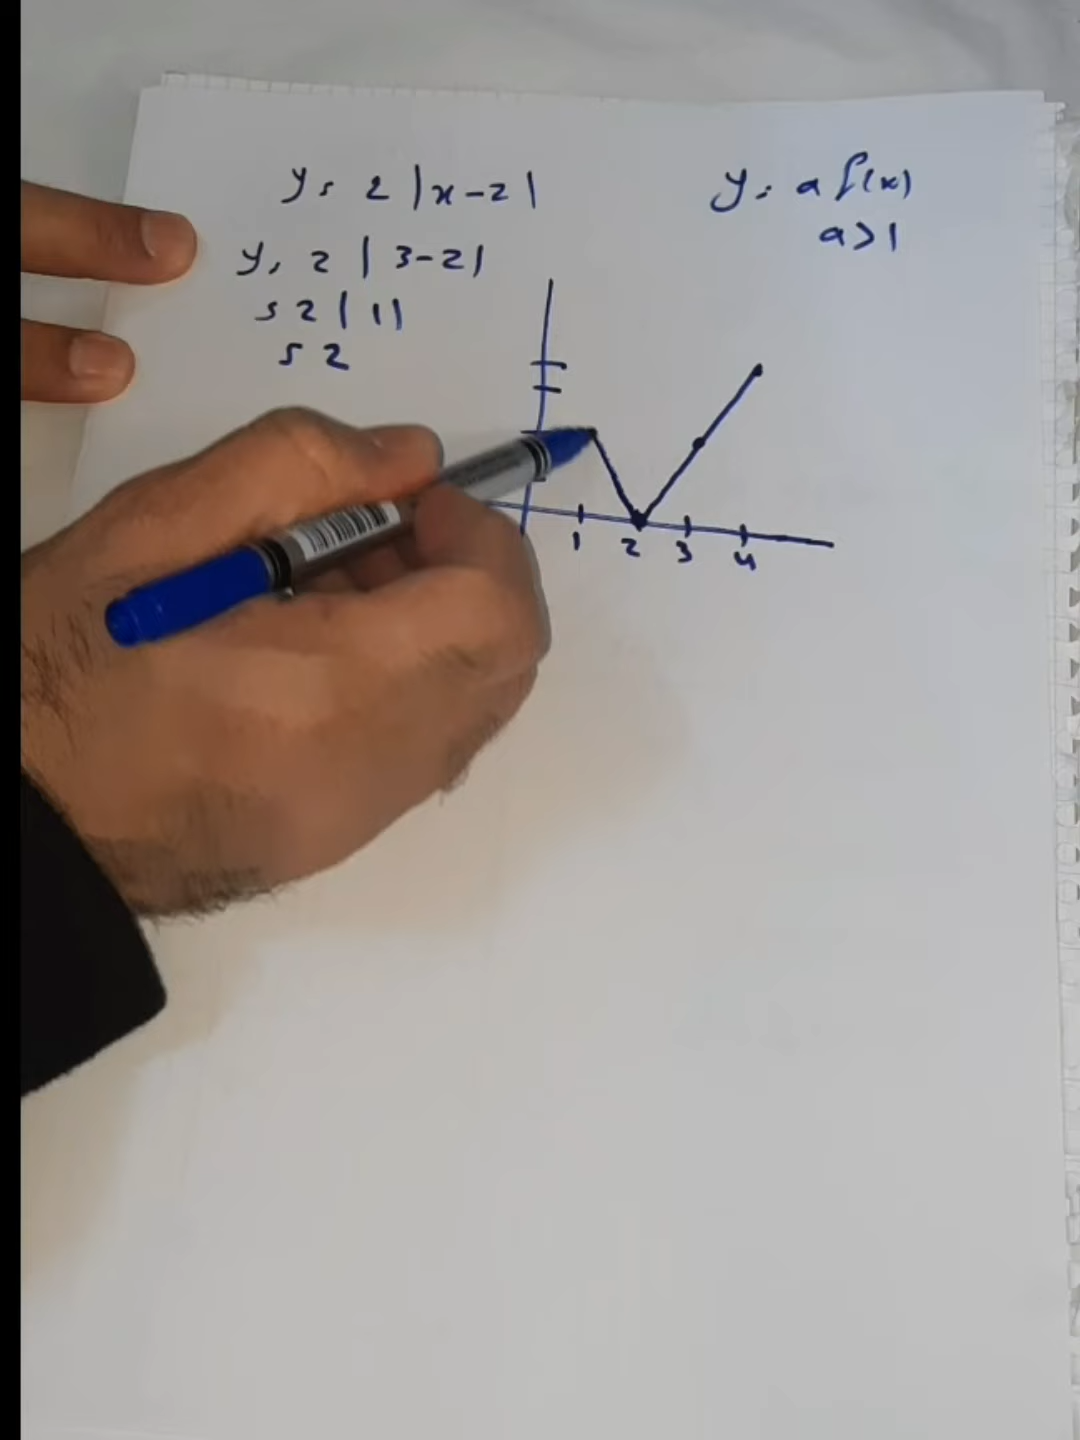 y = 2 |x-2|
y = a f(x)
a>1
y = 2 | 3-2|
= 2 | 1|
= 2
1 2 3 4